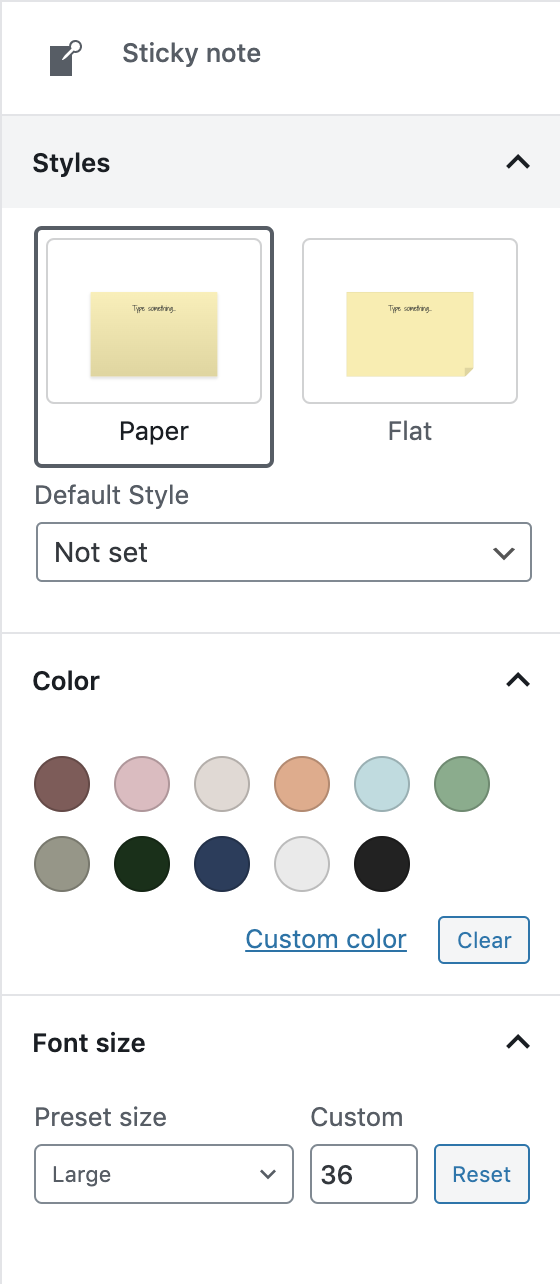 Sticky note
Styles
Type something...
Type something...
Paper
Flat
Default Style
Not set
Color
Custom color
Clear
Font size
Preset size
Custom
Large
36
Reset